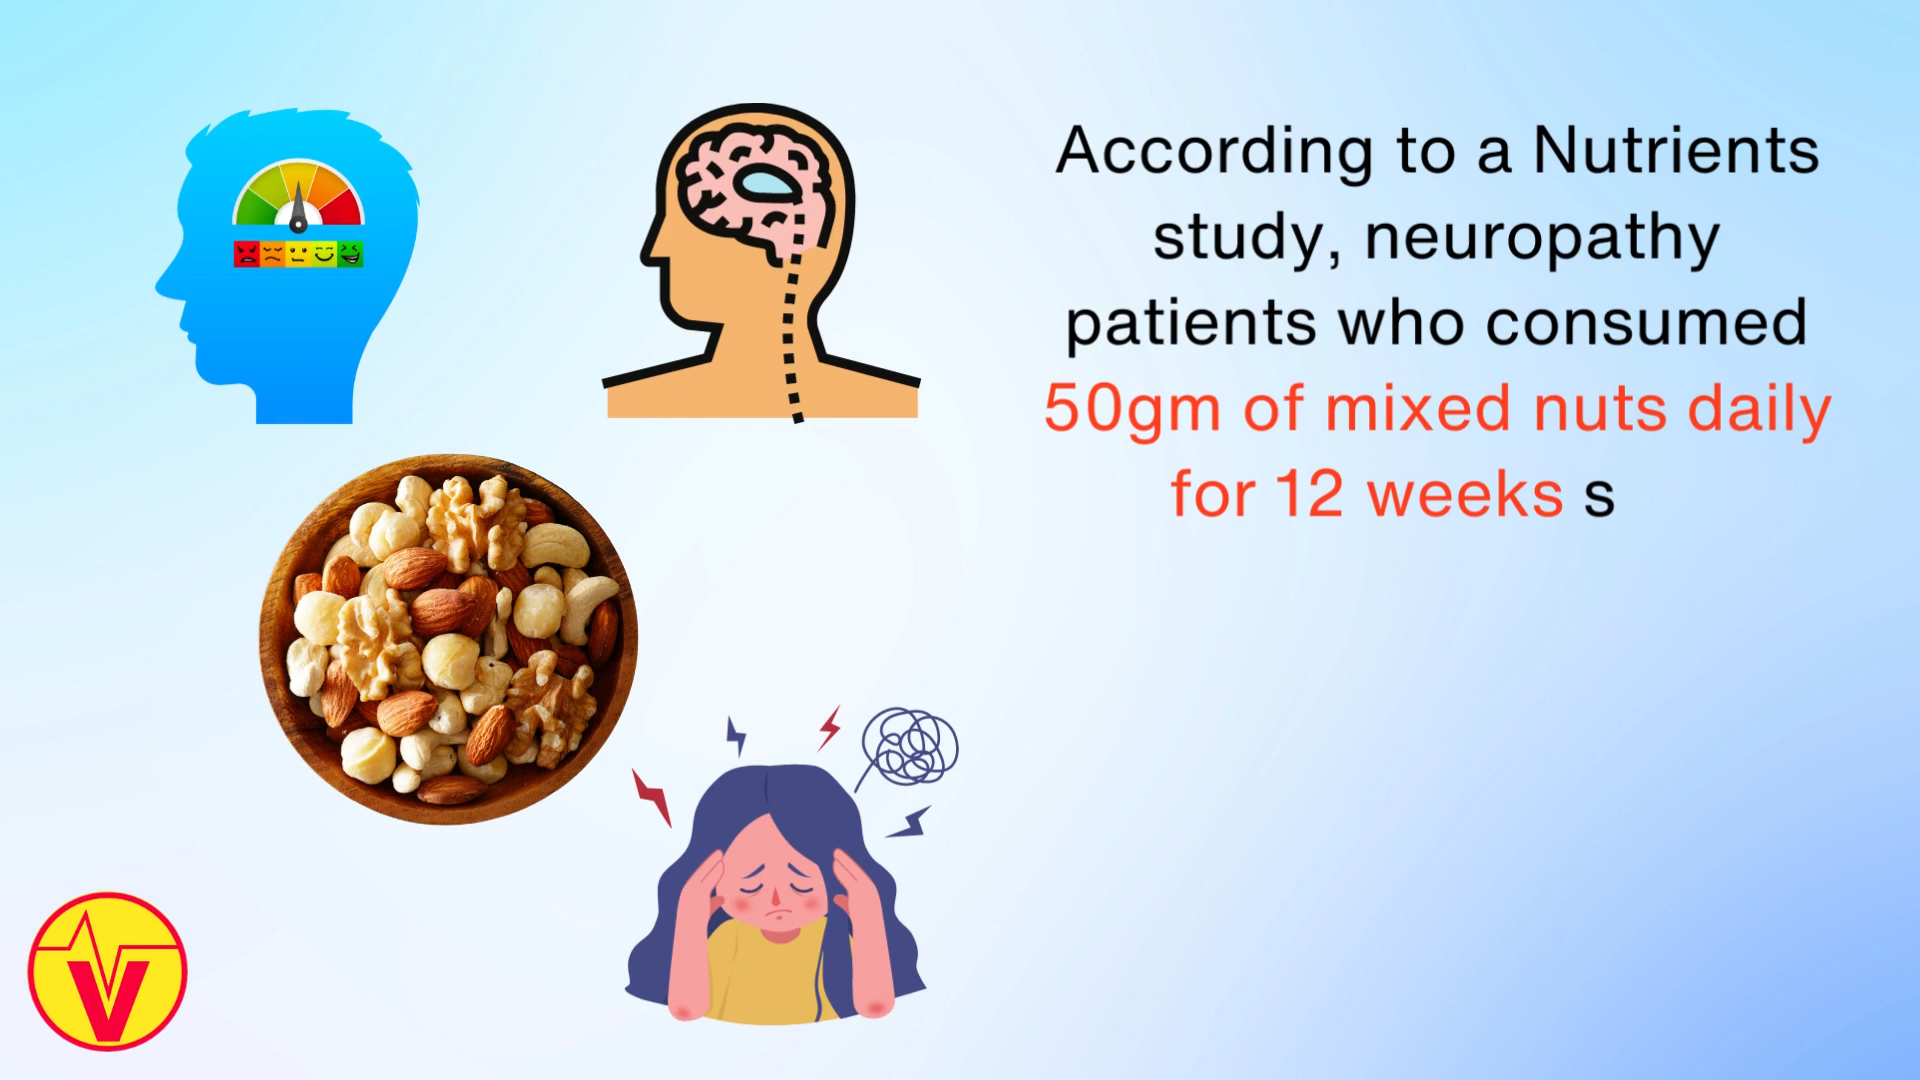 According to a Nutrients
study, neuropathy
patients who consumed
50gm of mixed nuts daily
for 12 weeks s
V